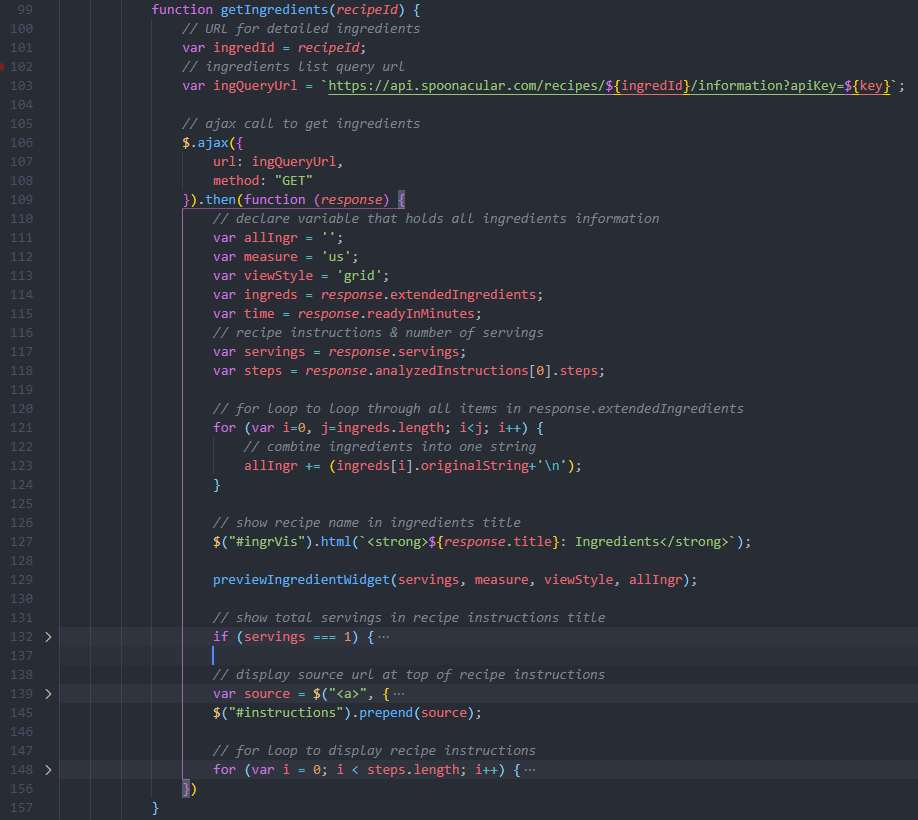 99 function getIngredients(recipeId) {
100 // URL for detailed ingredients
101 var ingredId = recipeId;
102 // ingredients list query url
103 var ingQueryUrl = `https://api.spoonacular.com/recipes/${ingredId}/information?apiKey=${key}`;
104
105 // ajax call to get ingredients
106 $.ajax({
107 url: ingQueryUrl,
108 method: "GET"
109 }).then(function (response) {
110 // declare variable that holds all ingredients information
111 var allIngr = '';
112 var measure = 'us';
113 var viewStyle = 'grid';
114 var ingreds = response.extendedIngredients;
115 var time = response.readyInMinutes;
116 // recipe instructions & number of servings
117 var servings = response.servings;
118 var steps = response.analyzedInstructions[0].steps;
119
120 // for loop to loop through all items in response.extendedIngredients
121 for (var i=0, j=ingreds.length; i<j; i++) {
122 // combine ingredients into one string
123 allIngr += (ingreds[i].originalString+'\n');
124 }
125
126 // show recipe name in ingredients title
127 $("#ingrVis").html(`<strong>${response.title}: Ingredients</strong>`);
128
129 previewIngredientWidget(servings, measure, viewStyle, allIngr);
130
131 // show total servings in recipe instructions title
132 if (servings === 1) { ⋯
137
138 // display source url at top of recipe instructions
139 var source = $("<a>", { ⋯
145 $("#instructions").prepend(source);
146
147 // for loop to display recipe instructions
148 for (var i = 0; i < steps.length; i++) { ⋯
156 })
157 }